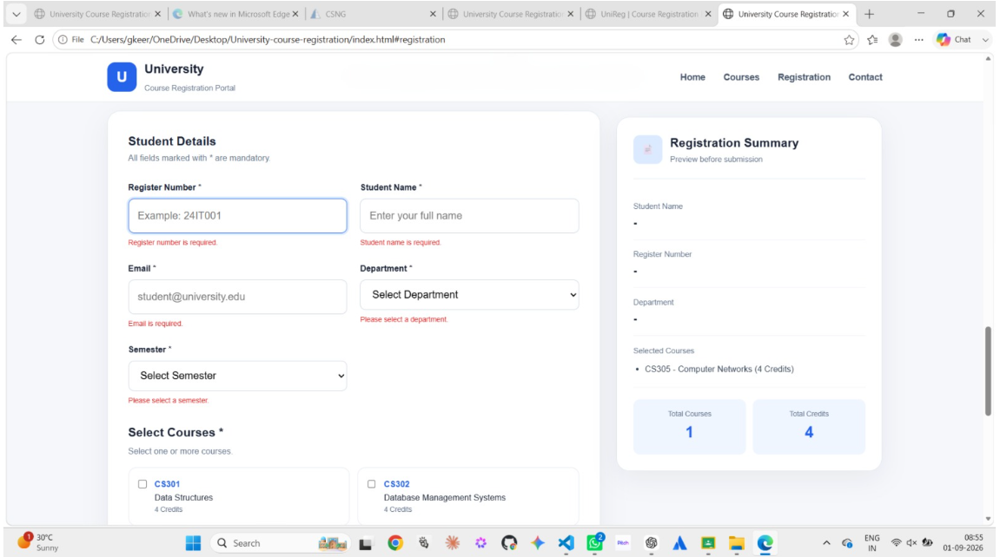 University Course Registration
What's new in Microsoft Edge
CSNG
University Course Registration
UniReg | Course Registration
University Course Registration
File C:/Users/gkeer/OneDrive/Desktop/University-course-registration/index.html#registration
Chat
U
University
Course Registration Portal
Home Courses Registration Contact
Student Details
All fields marked with * are mandatory.
Register Number *
Example: 24IT001
Register number is required.
Student Name *
Enter your full name
Student name is required.
Email *
student@university.edu
Email is required.
Department *
Select Department
Please select a department.
Semester *
Select Semester
Please select a semester.
Select Courses *
Select one or more courses.
CS301
Data Structures
4 Credits
CS302
Database Management Systems
4 Credits
Registration Summary
Preview before submission
Student Name
-
Register Number
-
Department
-
Selected Courses
• CS305 - Computer Networks (4 Credits)
Total Courses
1
Total Credits
4
1
30°C
Sunny
Search
2
ENG
IN
08:55
01-09-2026